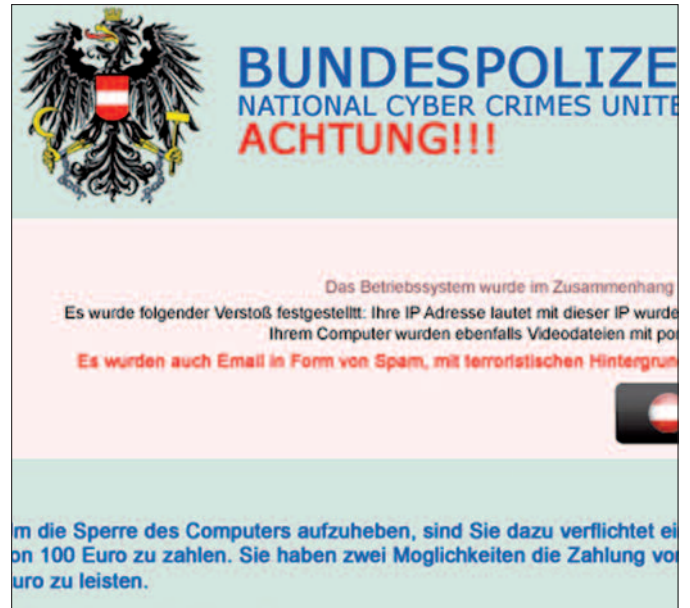 BUNDESPOLIZE
NATIONAL CYBER CRIMES UNITE
ACHTUNG!!!
Das Betriebssystem wurde im Zusammenhang
Es wurde folgender Verstoß festgestelltt: Ihre IP Adresse lautet mit dieser IP wurde
Ihrem Computer wurden ebenfalls Videodateien mit por
Es wurden auch Email in Form von Spam, mit terroristischen Hintergrun
m die Sperre des Computers aufzuheben, sind Sie dazu verflichtet ei
on 100 Euro zu zahlen. Sie haben zwei Moglichkeiten die Zahlung vo
uro zu leisten.